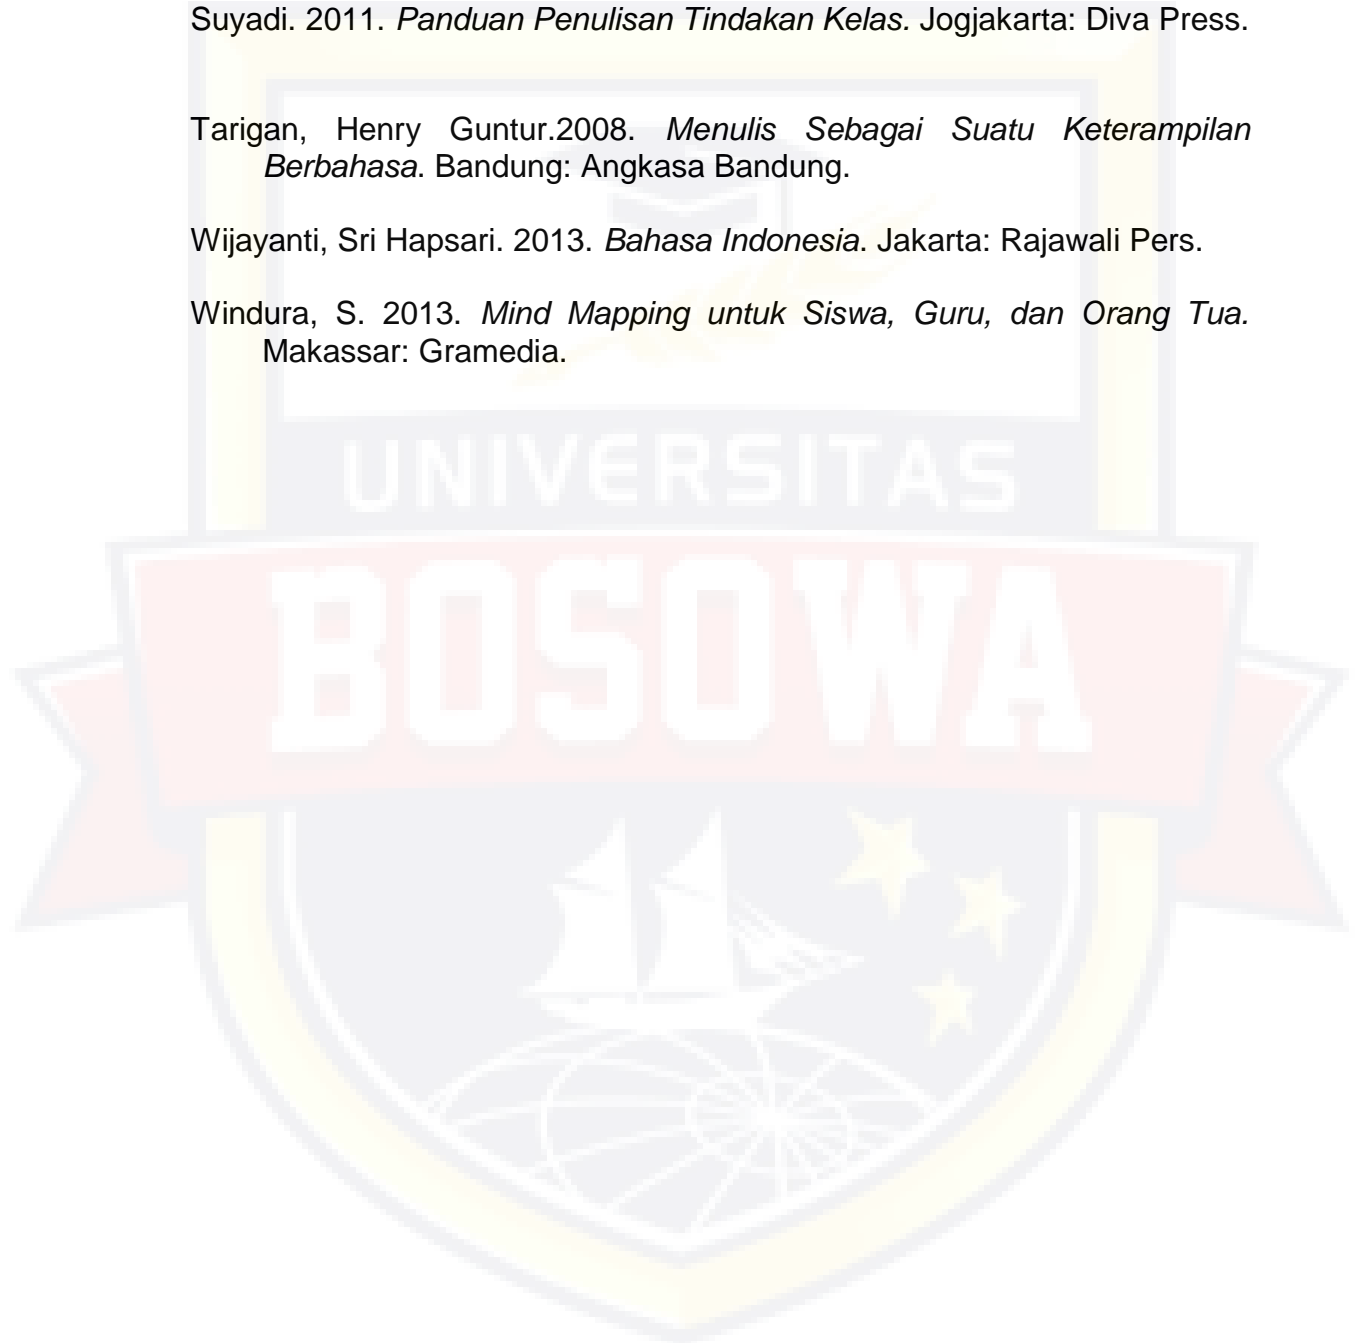 Suyadi. 2011. Panduan Penulisan Tindakan Kelas. Jogjakarta: Diva Press.
Tarigan, Henry Guntur.2008. Menulis Sebagai Suatu Keterampilan
Berbahasa. Bandung: Angkasa Bandung.
Wijayanti, Sri Hapsari. 2013. Bahasa Indonesia. Jakarta: Rajawali Pers.
Windura, S. 2013. Mind Mapping untuk Siswa, Guru, dan Orang Tua.
Makassar: Gramedia.
UNIVERSITAS
BOSOWA